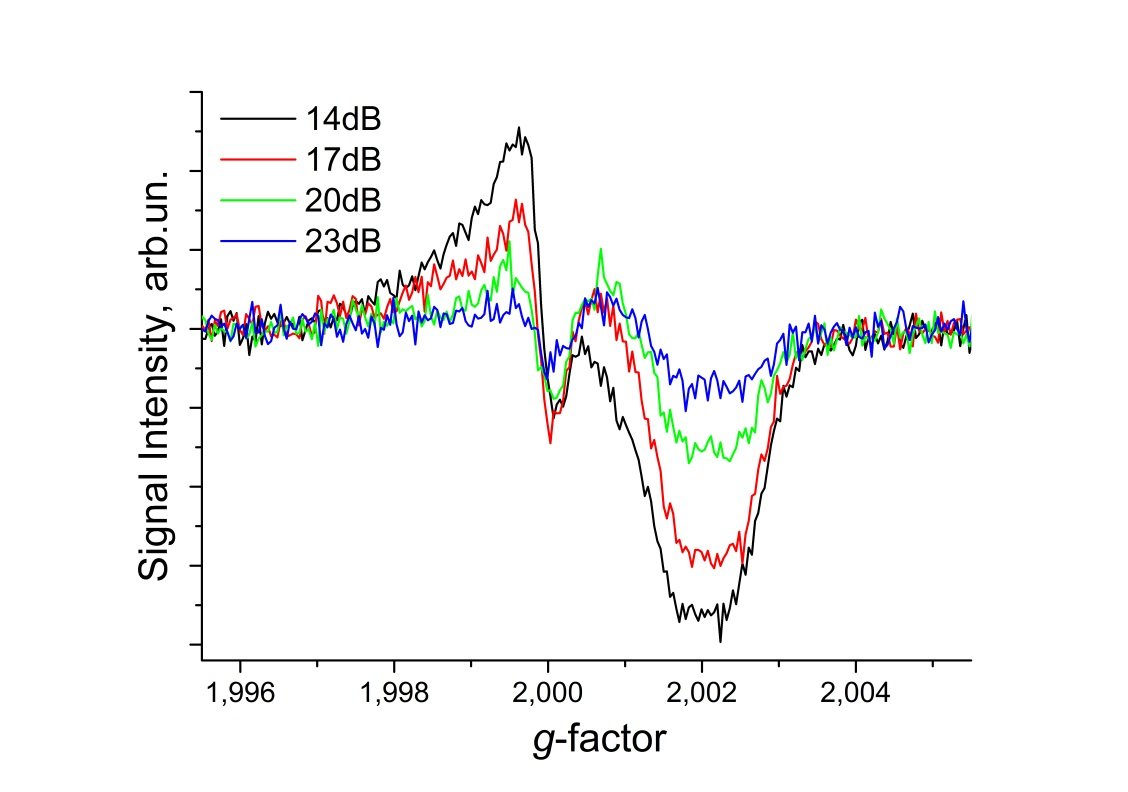 14dB
17dB
20dB
23dB
Signal Intensity, arb.un.
1,996 1,998 2,000 2,002 2,004
g-factor